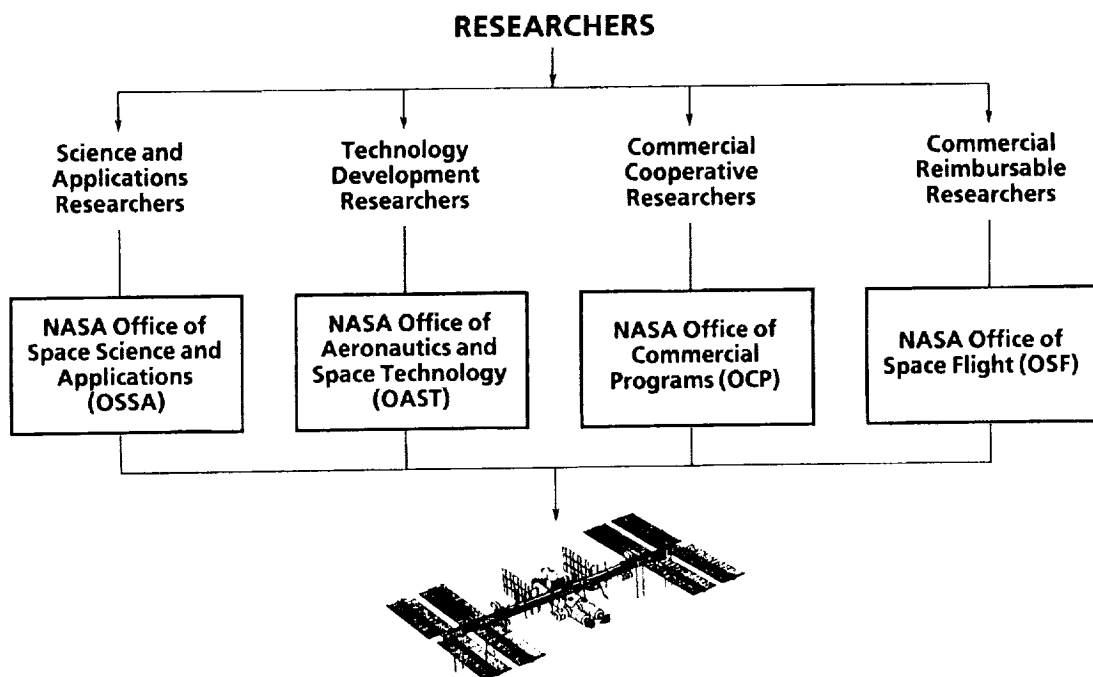 RESEARCHERS
Science and
Applications
Researchers
Technology
Development
Researchers
Commercial
Cooperative
Researchers
Commercial
Reimbursable
Researchers
NASA Office of
Space Science and
Applications
(OSSA)
NASA Office of
Aeronautics and
Space Technology
(OAST)
NASA Office of
Commercial
Programs (OCP)
NASA Office of
Space Flight (OSF)